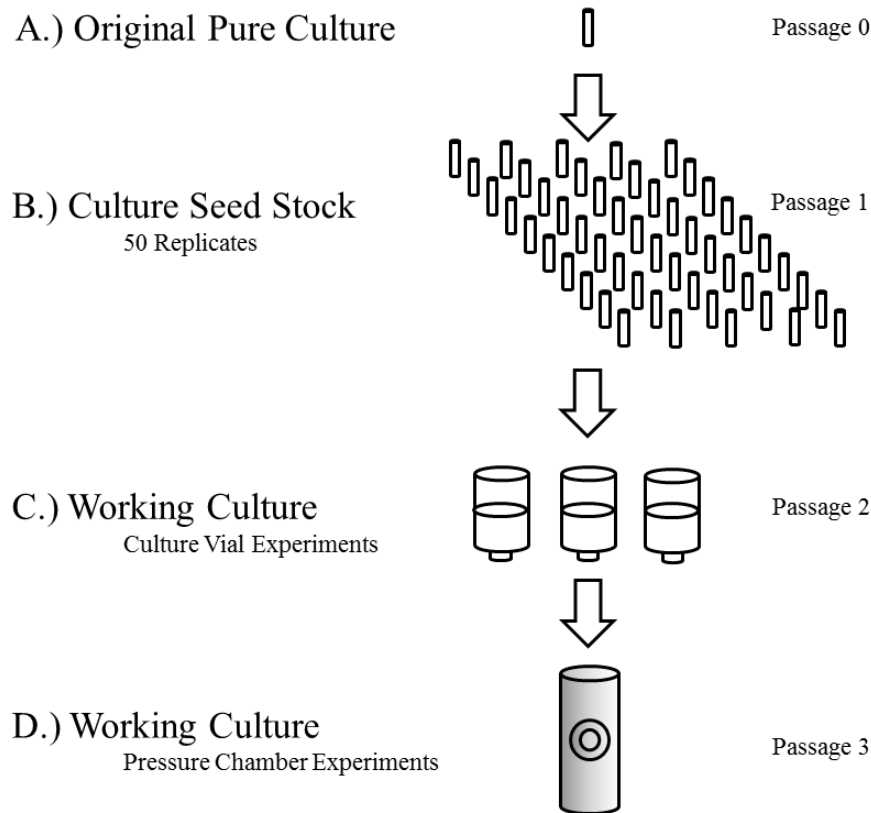 A.) Original Pure Culture
Passage 0
B.) Culture Seed Stock
50 Replicates
Passage 1
C.) Working Culture
Culture Vial Experiments
Passage 2
D.) Working Culture
Pressure Chamber Experiments
Passage 3